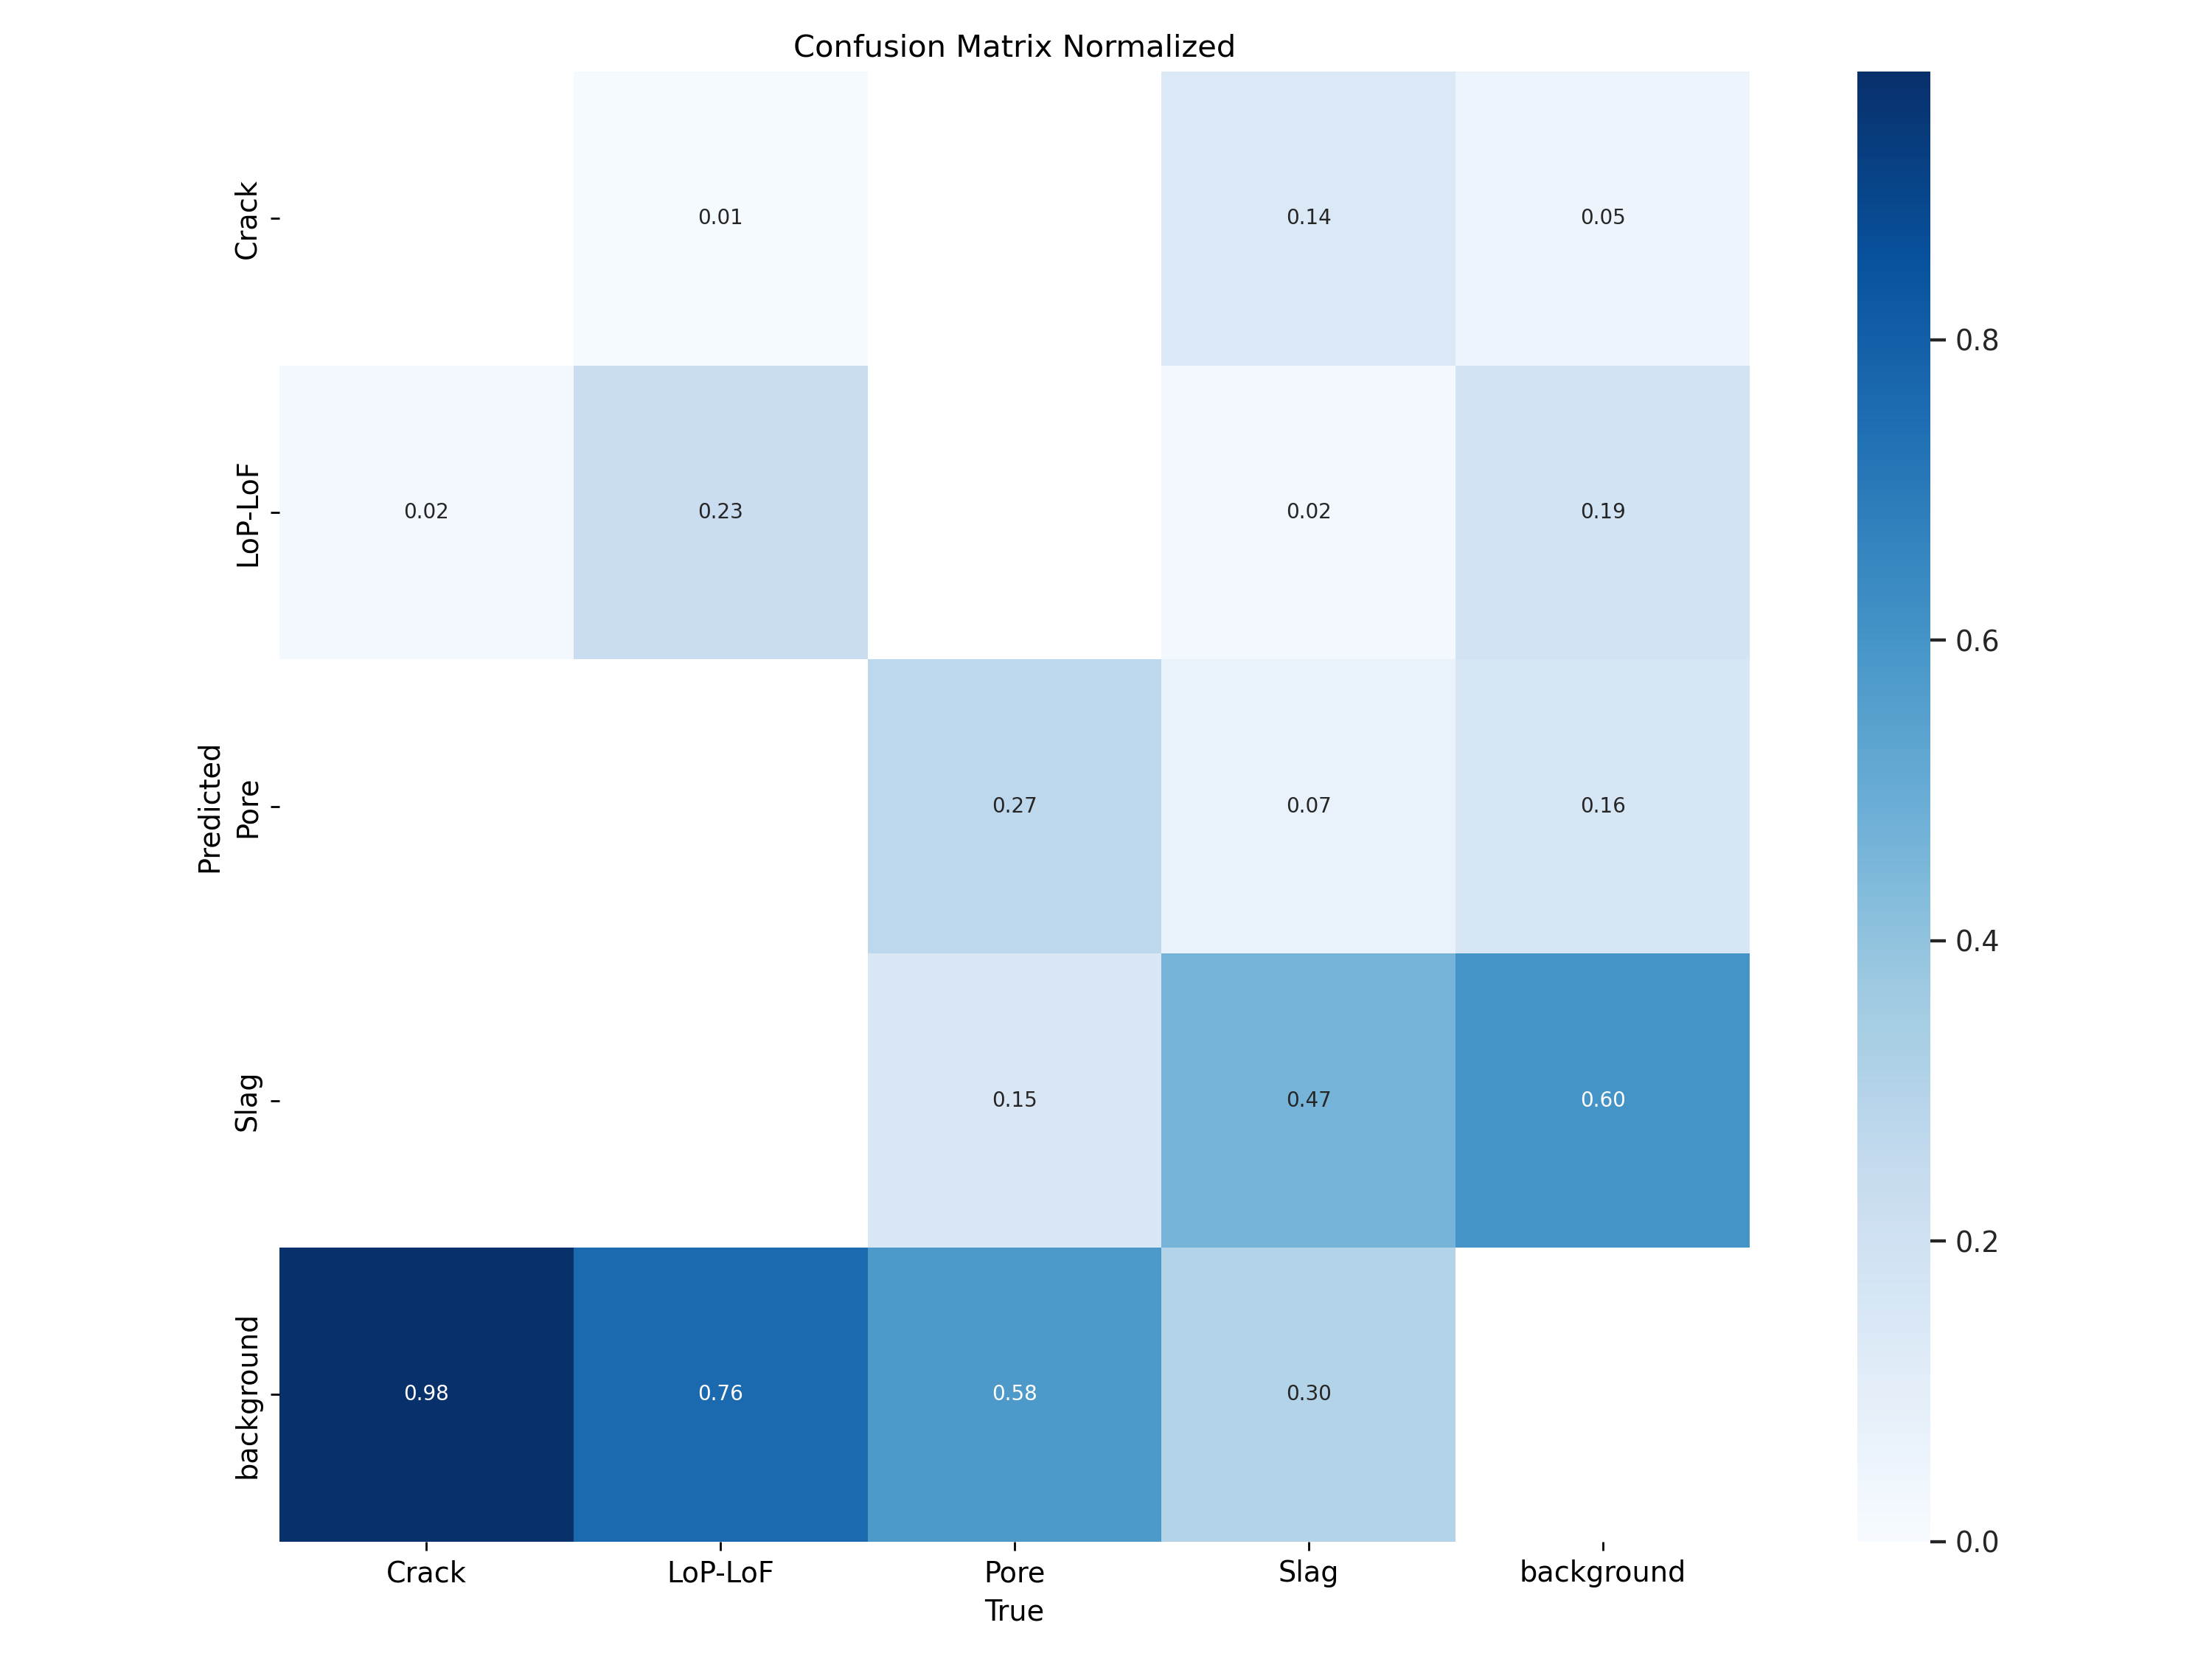 Confusion Matrix Normalized
Crack
0.01
0.14
0.05
LoP-LoF
0.02
0.23
0.02
0.19
Predicted
Pore
0.27
0.07
0.16
Slag
0.15
0.47
0.60
background
0.98
0.76
0.58
0.30
Crack
LoP-LoF
Pore
Slag
background
True
0.8
0.6
0.4
0.2
0.0